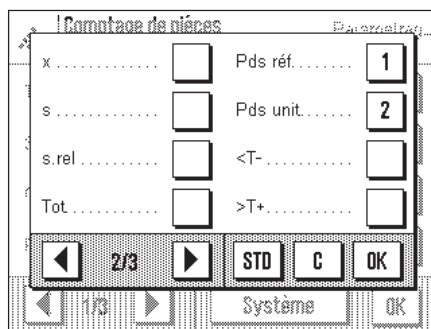 Comptage de pièces
x
Pds réf. 1
s
Pds unit. 2
s.rel
<T-
Tot.
>T+
2/3 STD C OK
1/3 Système OK